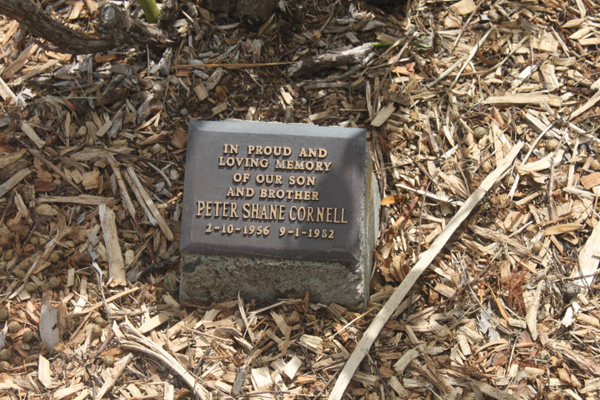 IN PROUD AND
LOVING MEMORY
OF OUR SON
AND BROTHER
PETER SHANE CORNELL
2-10-1956 9-1-1982